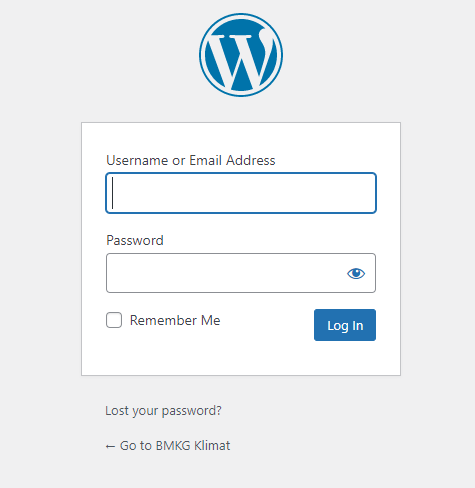 Username or Email Address
Password
Remember Me
Log In
Lost your password?
← Go to BMKG Klimat